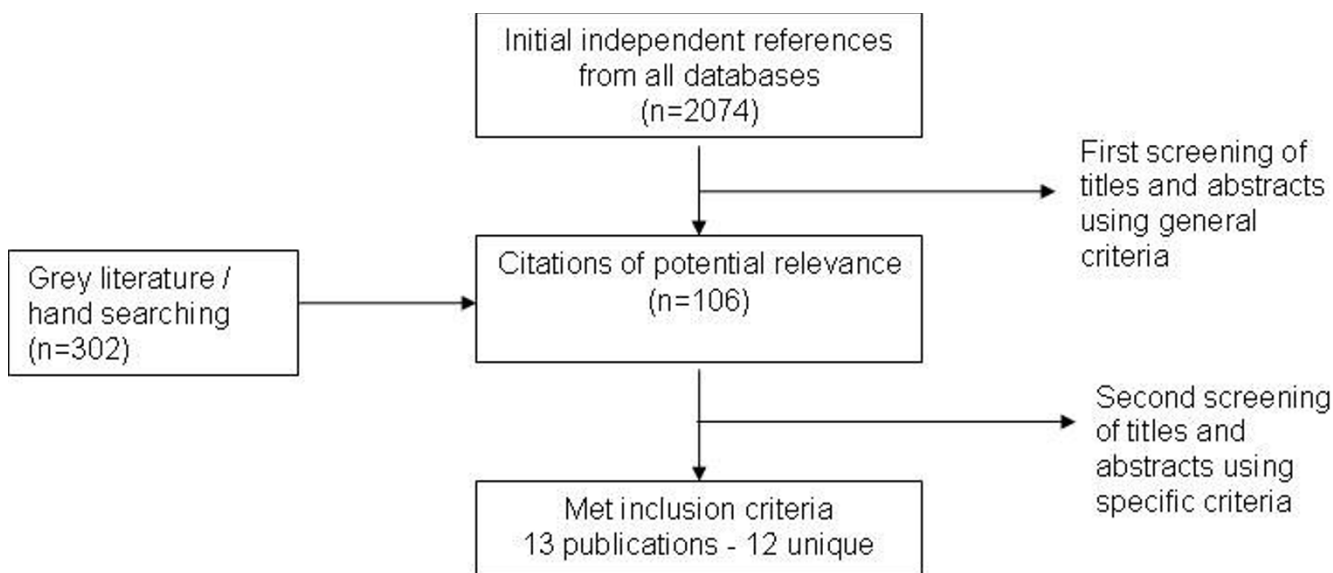 Initial independent references
from all databases
(n=2074)
First screening of
titles and abstracts
using general
criteria
Grey literature /
hand searching
(n=302)
Citations of potential relevance
(n=106)
Second screening
of titles and
abstracts using
specific criteria
Met inclusion criteria
13 publications - 12 unique